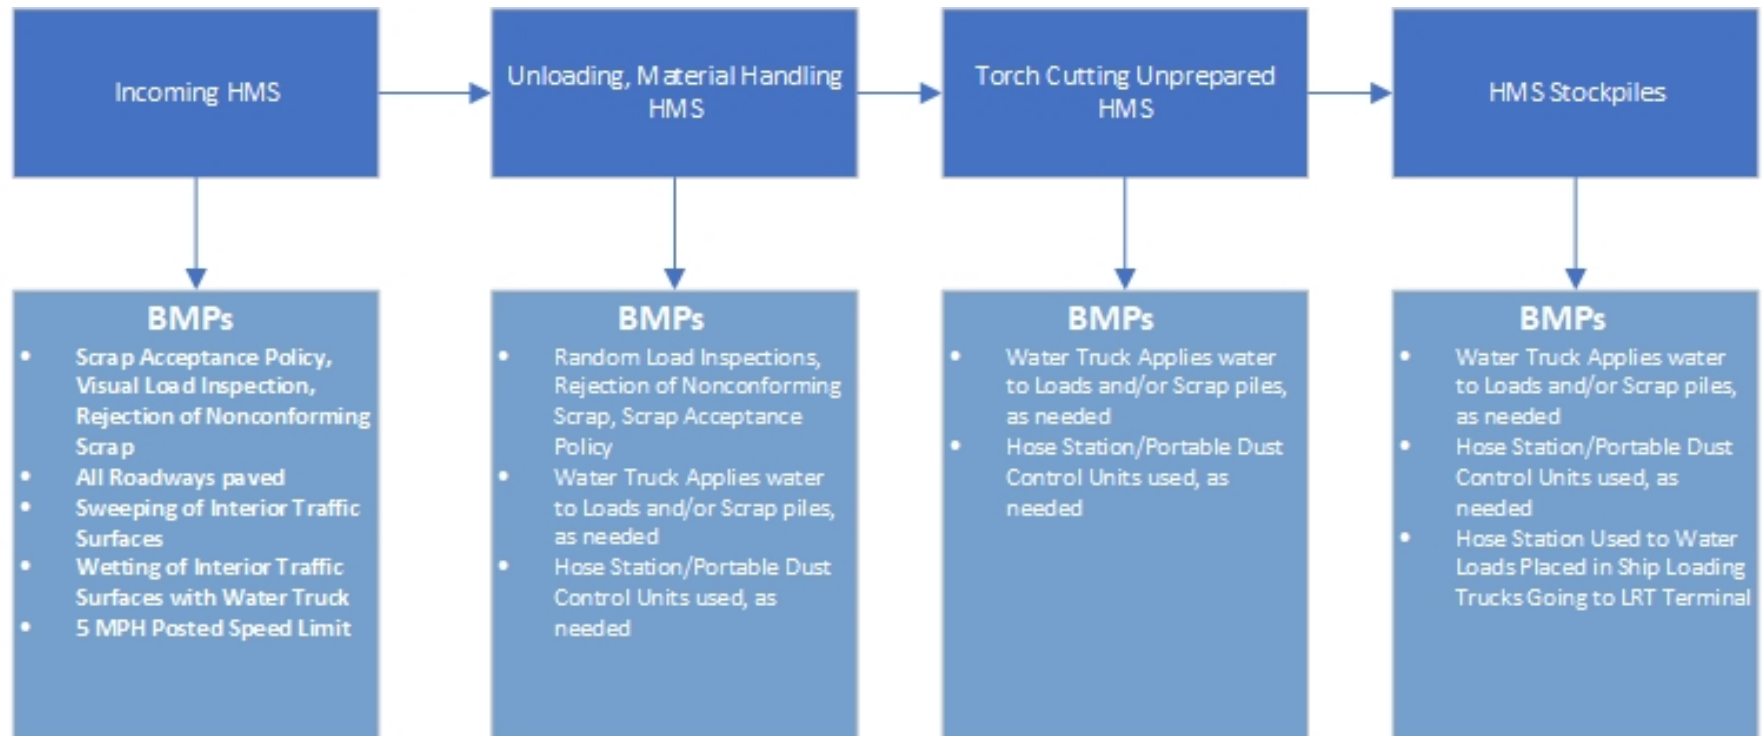 Incoming HMS
Unloading, Material Handling
HMS
Torch Cutting Unprepared
HMS
HMS Stockpiles
BMPs
• Scrap Acceptance Policy,
Visual Load Inspection,
Rejection of Nonconforming
Scrap
• All Roadways paved
• Sweeping of Interior Traffic
Surfaces
• Wetting of Interior Traffic
Surfaces with Water Truck
• 5 MPH Posted Speed Limit
BMPs
• Random Load Inspections,
Rejection of Nonconforming
Scrap, Scrap Acceptance
Policy
• Water Truck Applies water
to Loads and/or Scrap piles,
as needed
• Hose Station/Portable Dust
Control Units used, as
needed
BMPs
• Water Truck Applies water
to Loads and/or Scrap piles,
as needed
• Hose Station/Portable Dust
Control Units used, as
needed
BMPs
• Water Truck Applies water
to Loads and/or Scrap piles,
as needed
• Hose Station/Portable Dust
Control Units used, as
needed
• Hose Station Used to Water
Loads Placed in Ship Loading
Trucks Going to LRT Terminal